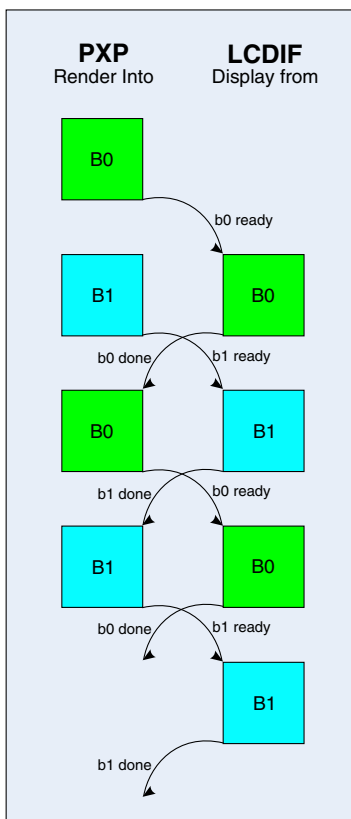 PXP LCDIF
Render Into Display from
B0
b0 ready
B1 B0
b0 done b1 ready
B0 B1
b1 done b0 ready
B1 B0
b0 done b1 ready
B1
b1 done